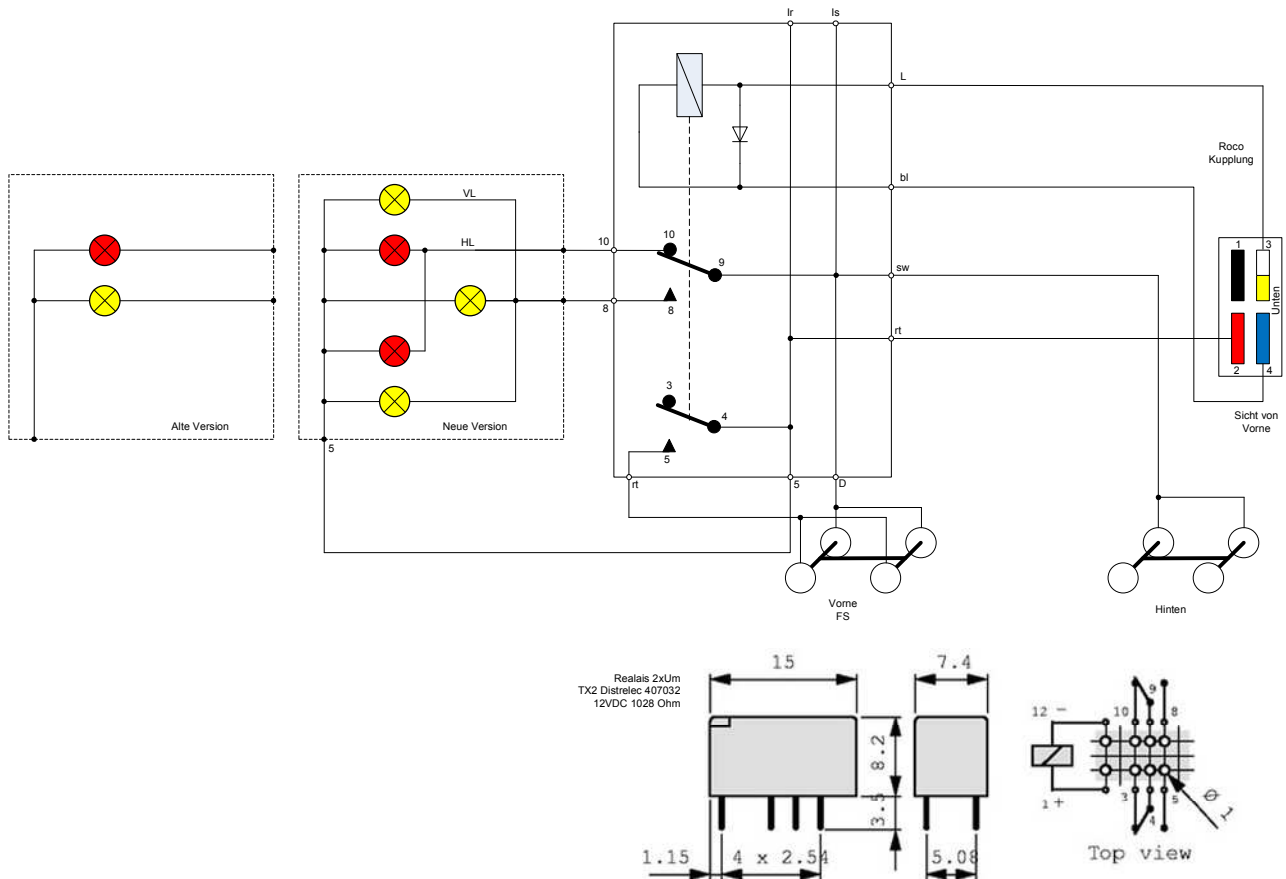 Ir Is
L
Roco
Kupplung
VL
bl
10 10 HL
9
sw
1 3
Unten
8 8
rt
2 4
3
4
Alte Version
Neue Version
Sicht von
Vorne
5
5
rt
5 D
Vorne
FS
Hinten
Realais 2xUm
TX2 Distrelec 407032
12VDC 1028 Ohm
15
7.4
8.2
3.5
1.15
4 x 2.54
5.08
12 -
10
9
8
1 +
3
4
5
Ø 1
Top view